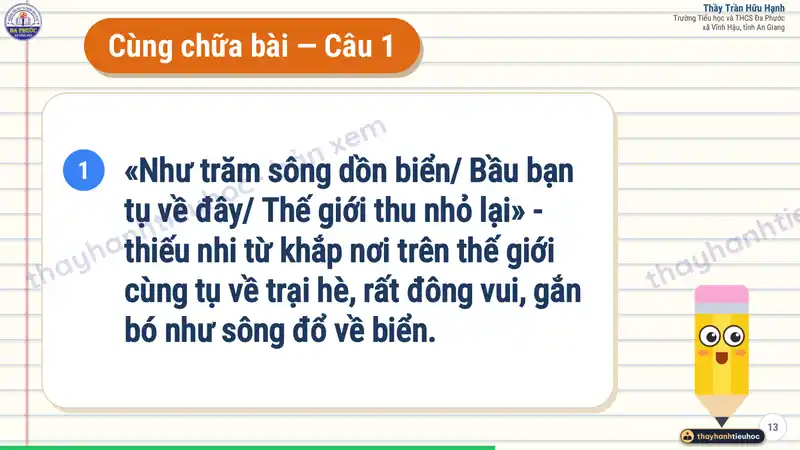 Thầy Trần Hữu Hạnh
Trường Tiểu học và THCS Đa Phước
xã Vĩnh Hậu, tỉnh An Giang
ĐA PHƯỚC
Cùng chữa bài – Câu 1
1
«Như trăm sông dồn biển/ Bầu bạn
tụ về đây/ Thế giới thu nhỏ lại» -
thiếu nhi từ khắp nơi trên thế giới
cùng tụ về trại hè, rất đông vui, gắn
bó như sông đổ về biển.
thayhanhtieuhoc
13